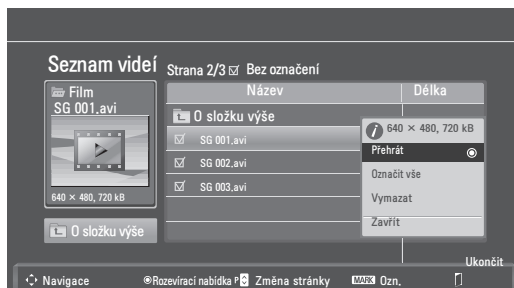 Seznam videí
Strana 2/3 Bez označení
Film
SG 001.avi
640 × 480, 720 kB
O složku výše
Název
Délka
O složku výše
SG 001.avi
SG 002.avi
SG 003.avi
640 × 480, 720 kB
Přehrát
Označit vše
Vymazat
Zavřít
Ukončit
Navigace
Rozevírací nabídka
P Změna stránky
MARK Ozn.